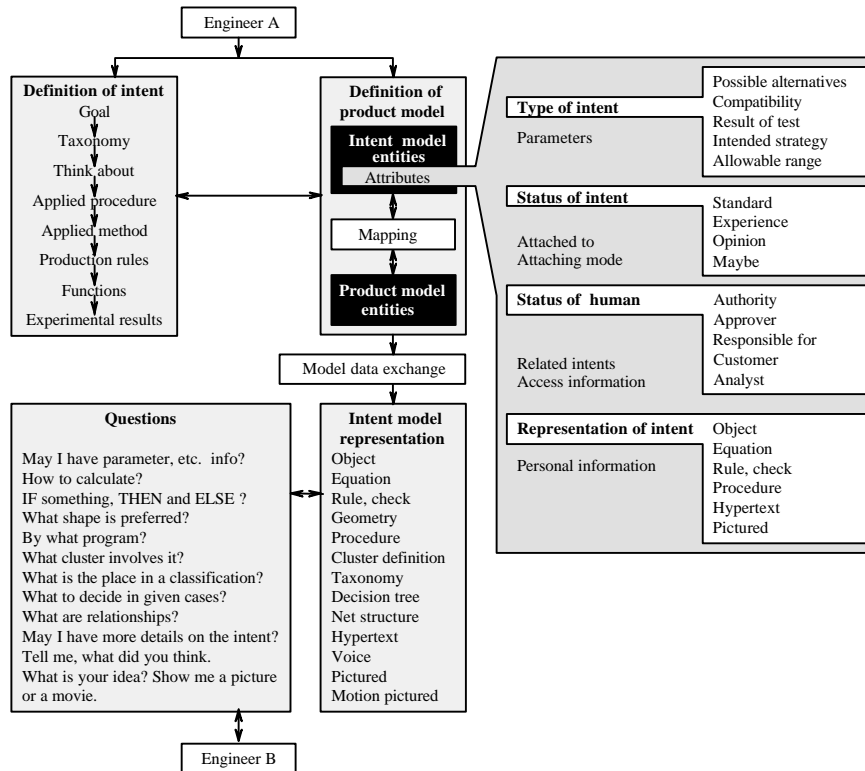 Engineer A
Definition of intent
Goal
Taxonomy
Think about
Applied procedure
Applied method
Production rules
Functions
Experimental results
Definition of
product model
Intent model
entities
Attributes
Mapping
Product model
entities
Model data exchange
Type of intent
Parameters
Possible alternatives
Compatibility
Result of test
Intended strategy
Allowable range
Status of intent
Attached to
Attaching mode
Standard
Experience
Opinion
Maybe
Status of human
Related intents
Access information
Authority
Approver
Responsible for
Customer
Analyst
Representation of intent
Personal information
Object
Equation
Rule, check
Procedure
Hypertext
Pictured
Questions
May I have parameter, etc. info?
How to calculate?
IF something, THEN and ELSE ?
What shape is preferred?
By what program?
What cluster involves it?
What is the place in a classification?
What to decide in given cases?
What are relationships?
May I have more details on the intent?
Tell me, what did you think.
What is your idea? Show me a picture
or a movie.
Intent model
representation
Object
Equation
Rule, check
Geometry
Procedure
Cluster definition
Taxonomy
Decision tree
Net structure
Hypertext
Voice
Pictured
Motion pictured
Engineer B